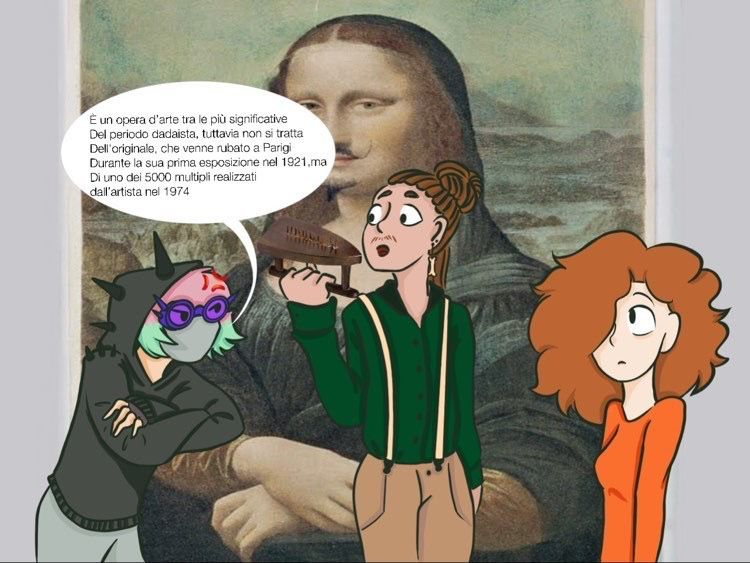 È un opera d'arte tra le più significative
Del periodo dadaista, tuttavia non si tratta
Dell'originale, che venne rubato a Parigi
Durante la sua prima esposizione nel 1921,ma
Di uno dei 5000 multipli realizzati
dall'artista nel 1974